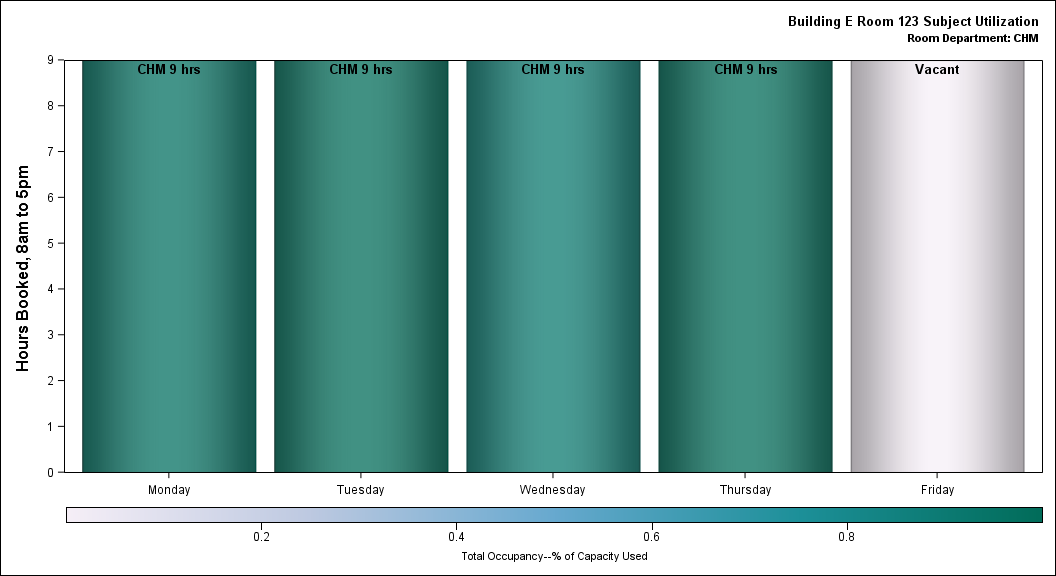 Building E Room 123 Subject Utilization
Room Department: CHM
Hours Booked, 8am to 5pm
9
8
7
6
5
4
3
2
1
0
CHM 9 hrs
CHM 9 hrs
CHM 9 hrs
CHM 9 hrs
Vacant
Monday
Tuesday
Wednesday
Thursday
Friday
0.2
0.4
0.6
0.8
Total Occupancy--% of Capacity Used